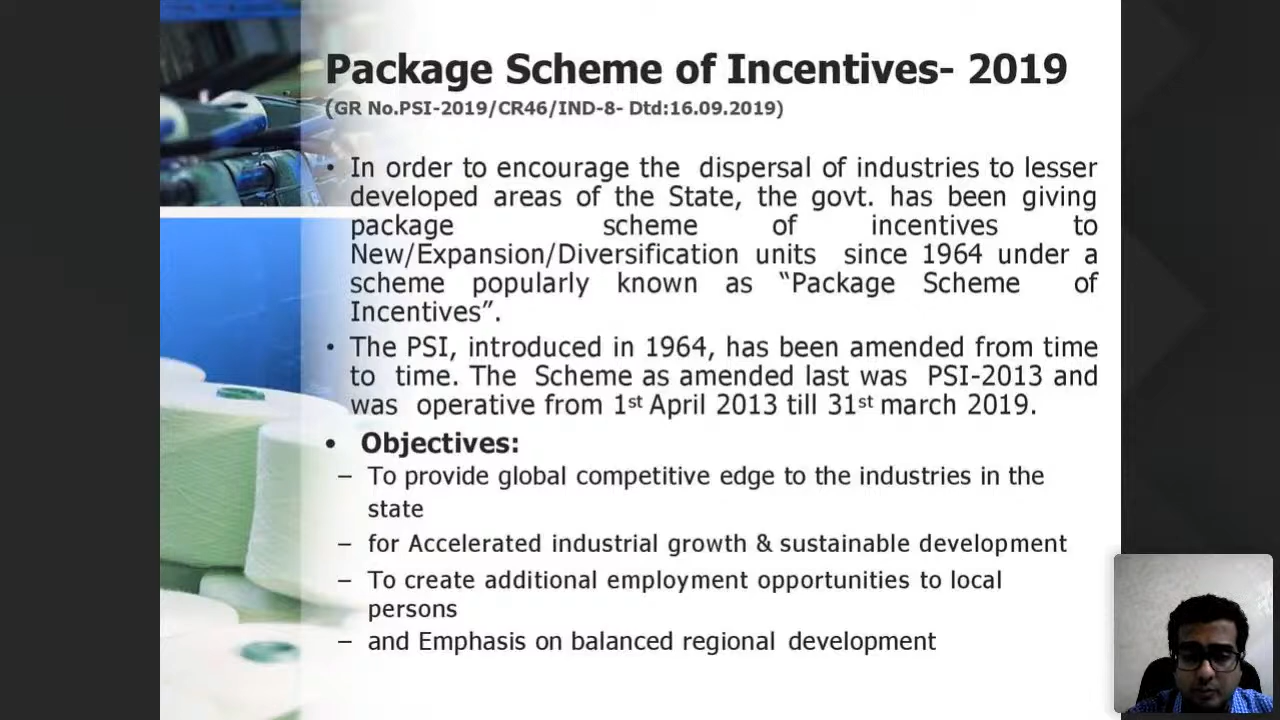 Package Scheme of Incentives- 2019
(GR No.PSI-2019/CR46/IND-8- Dtd:16.09.2019)
• In order to encourage the dispersal of industries to lesser
developed areas of the State, the govt. has been giving
package scheme of incentives to
New/Expansion/Diversification units since 1964 under a
scheme popularly known as “Package Scheme of
Incentives”.
• The PSI, introduced in 1964, has been amended from time
to time. The Scheme as amended last was PSI-2013 and
was operative from 1st April 2013 till 31st march 2019.
• Objectives:
– To provide global competitive edge to the industries in the
state
– for Accelerated industrial growth & sustainable development
– To create additional employment opportunities to local
persons
– and Emphasis on balanced regional development